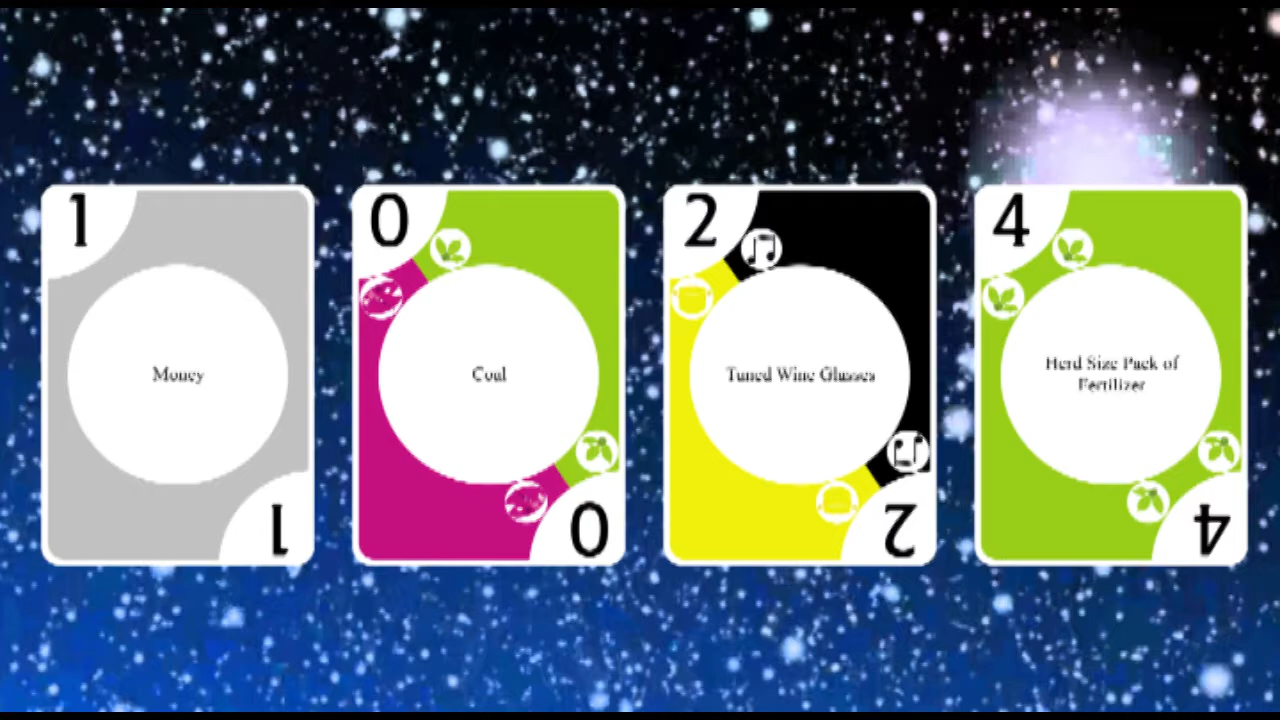 1
Money
1
0
Coal
0
2
Tuned Wine Glasses
2
4
Herd Size Pack of
Fertilizer
4